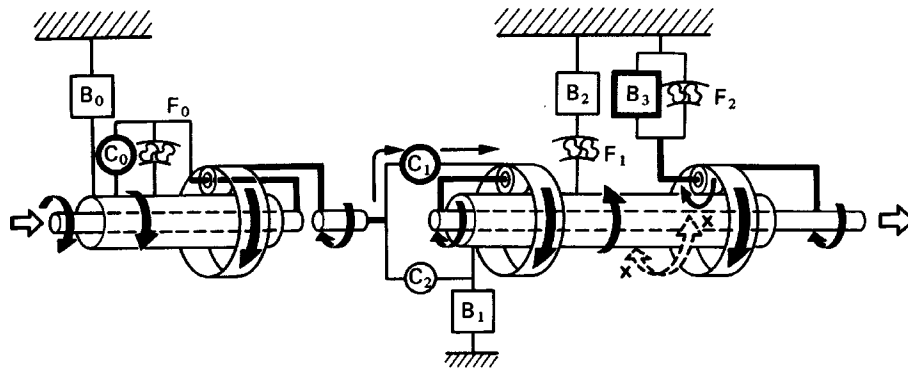 B₀
F₀
C₀
C₁
C₂
B₁
B₂
F₁
B₃
F₂
x
x